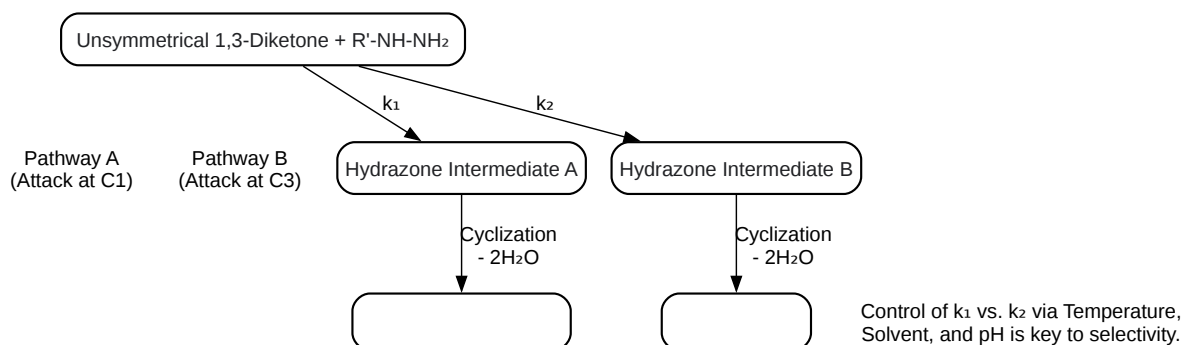 Unsymmetrical 1,3-Diketone + R'-NH-NH₂
k₁
k₂
Pathway A
(Attack at C1)
Pathway B
(Attack at C3)
Hydrazone Intermediate A
Hydrazone Intermediate B
Cyclization
- 2H₂O
Cyclization
- 2H₂O
Control of k₁ vs. k₂ via Temperature,
Solvent, and pH is key to selectivity.